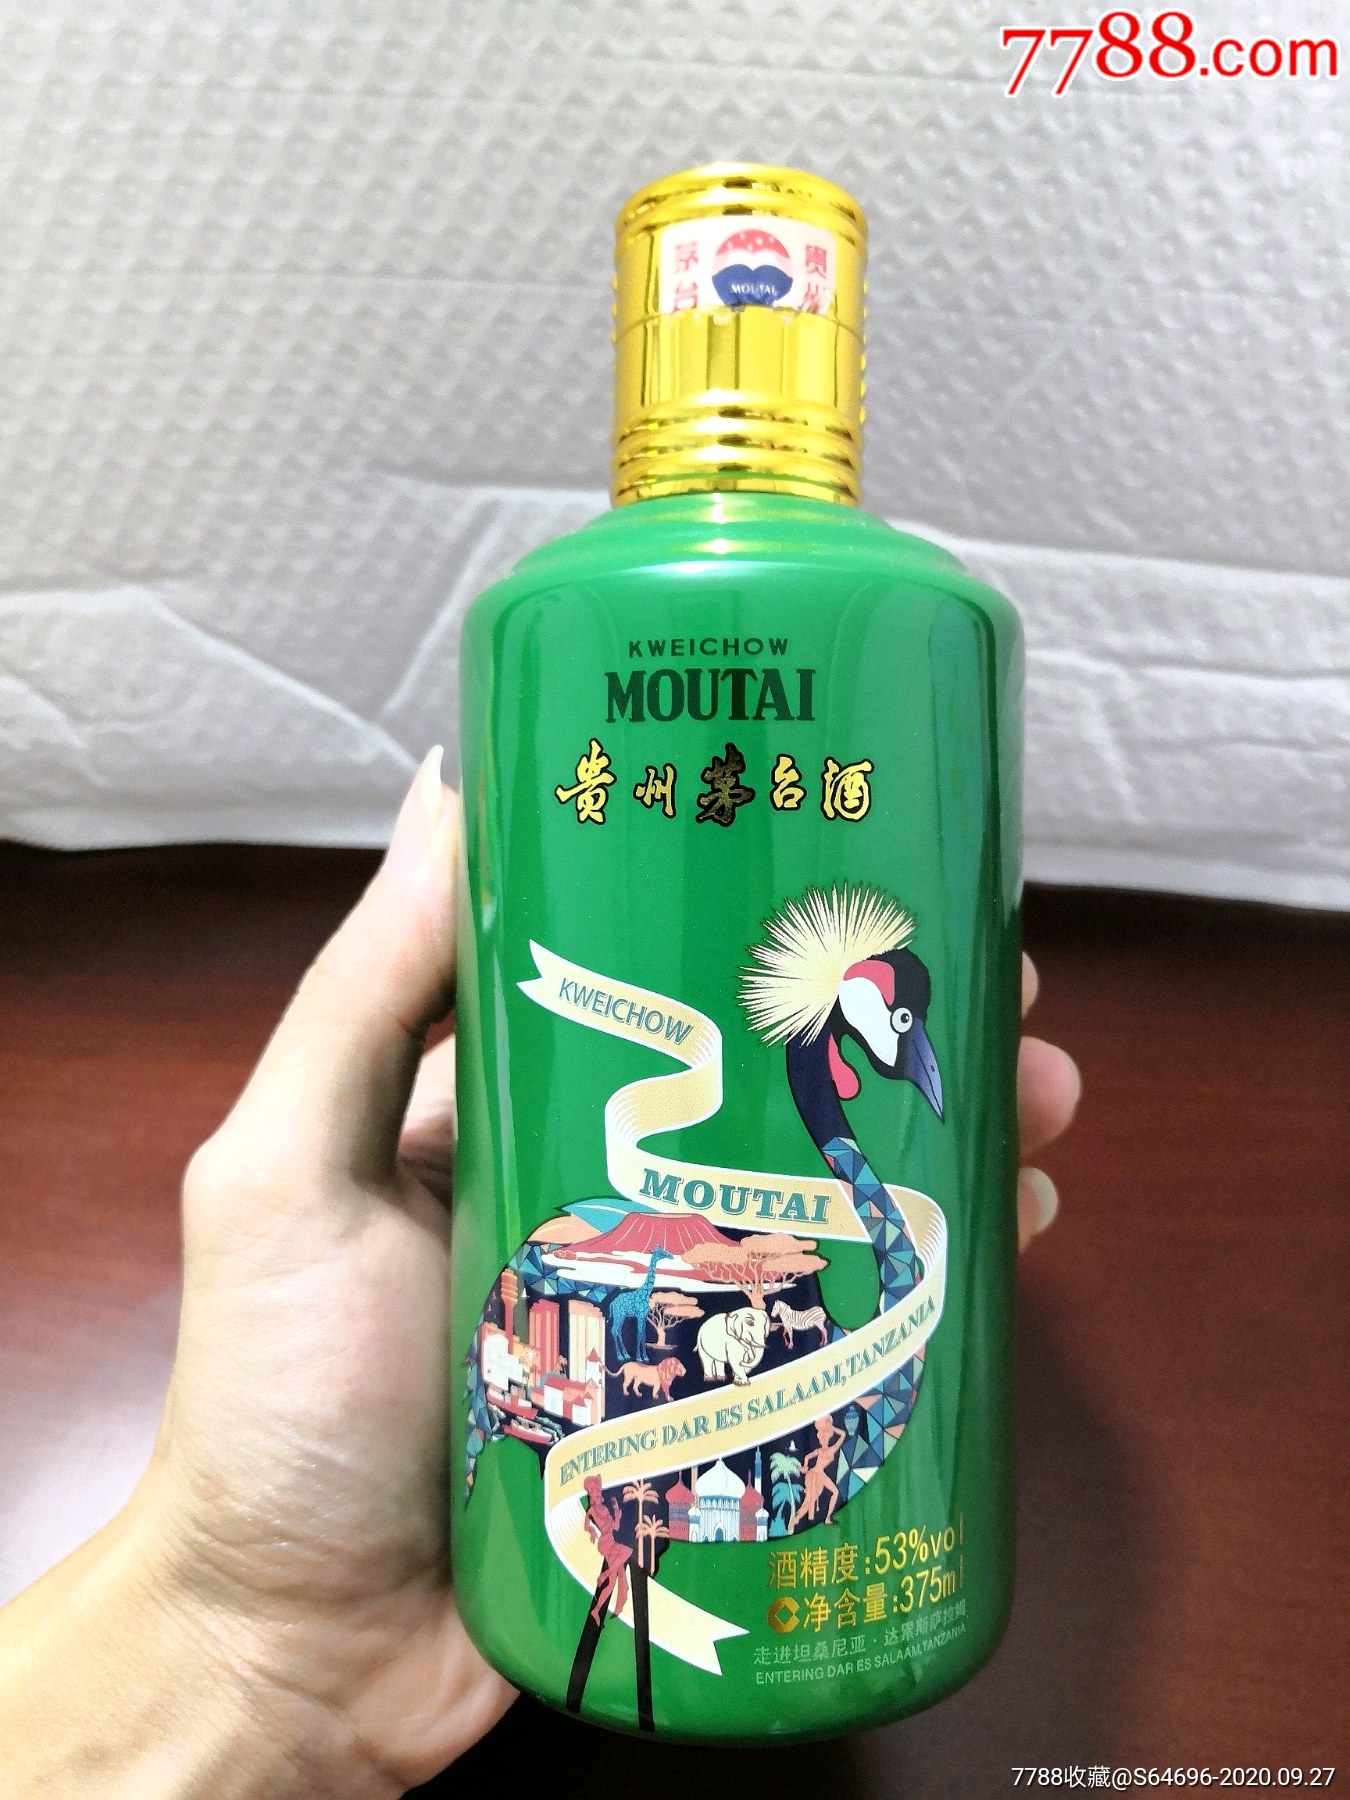 7788.com
茅台 MOUTAI 贵州
KWEICHOW
MOUTAI
贵州茅台酒
KWEICHOW
MOUTAI
ENTERING DAR ES SALAAM, TANZANIA
酒精度:53%vol
净含量:375ml
走进坦桑尼亚·达累斯萨拉姆
ENTERING DAR ES SALAAM,TANZANIA
7788收藏@S64696-2020.09.27